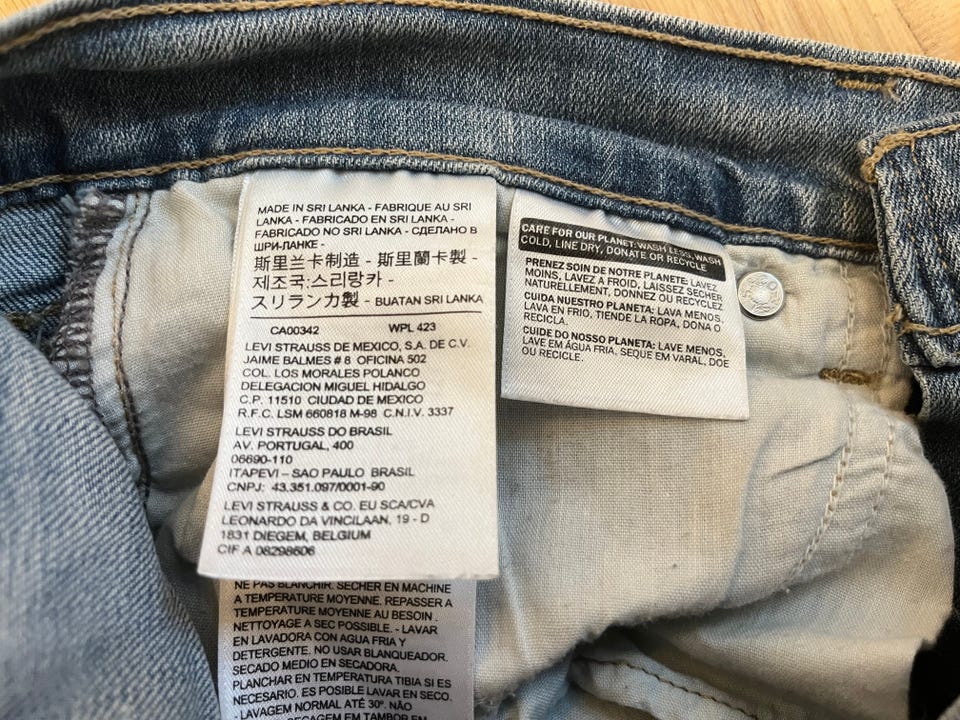 MADE IN SRI LANKA - FABRIQUE AU SRI
LANKA - FABRICADO EN SRI LANKA -
FABRICADO NO SRI LANKA - СДЕЛАНО В
ШРИ-ЛАНКЕ -
斯里兰卡制造 - 斯里蘭卡製 -
제조국:스리랑카 -
スリランカ製 - BUATAN SRI LANKA
CA00342 WPL 423
LEVI STRAUSS DE MEXICO, S.A. DE C.V.
JAIME BALMES # 8 OFICINA 502
COL. LOS MORALES POLANCO
DELEGACION MIGUEL HIDALGO
C.P. 11510 CIUDAD DE MEXICO
R.F.C. LSM 660818 M-98 C.N.I.V. 3337
LEVI STRAUSS DO BRASIL
AV. PORTUGAL, 400
06690-110
ITAPEVI – SAO PAULO BRASIL
CNPJ: 43.351.097/0001-90
LEVI STRAUSS & CO. EU SCA/CVA
LEONARDO DA VINCILAAN, 19 - D
1831 DIEGEM, BELGIUM
CIF A 08298606
NE PAS BLANCHIR. SECHER EN MACHINE
A TEMPERATURE MOYENNE. REPASSER A
TEMPERATURE MOYENNE AU BESOIN.
NETTOYAGE A SEC POSSIBLE. - LAVAR
EN LAVADORA CON AGUA FRIA Y
DETERGENTE. NO USAR BLANQUEADOR.
SECADO MEDIO EN SECADORA.
PLANCHAR EN TEMPERATURA TIBIA SI ES
NECESARIO. ES POSIBLE LAVAR EN SECO.
- LAVAGEM NORMAL ATÉ 30º. NÃO
SECAGEM EM TAMBOR EM
CARE FOR OUR PLANET: WASH LESS, WASH
COLD, LINE DRY, DONATE OR RECYCLE
PRENEZ SOIN DE NOTRE PLANETE: LAVEZ
MOINS, LAVEZ A FROID, LAISSEZ SECHER
NATURELLEMENT, DONNEZ OU RECYCLEZ
CUIDA NUESTRO PLANETA: LAVA MENOS,
LAVA EN FRIO, TIENDE LA ROPA, DONA O
RECICLA.
CUIDE DO NOSSO PLANETA: LAVE MENOS,
LAVE EM ÁGUA FRIA, SEQUE EM VARAL, DOE
OU RECICLE.